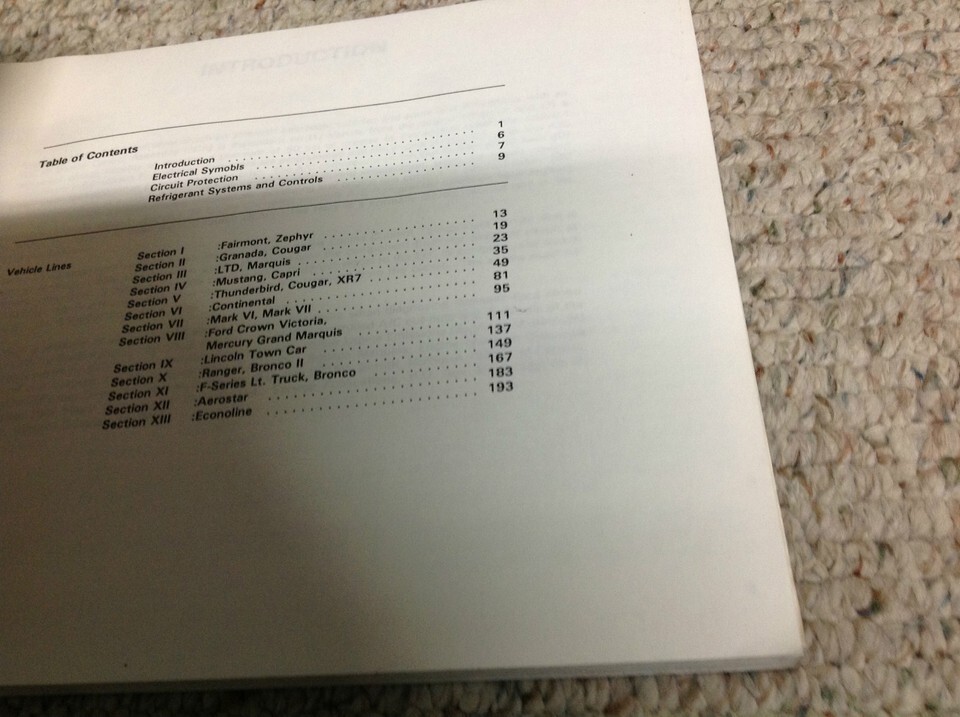 INTRODUCTION
Table of Contents
Introduction . . . . . . . . . . . . . . . . . . . . . . . . . . . . 1
Electrical Symobls . . . . . . . . . . . . . . . . . . . . . . . . 6
Circuit Protection . . . . . . . . . . . . . . . . . . . . . . . . 7
Refrigerant Systems and Controls . . . . . . . . . . . . . . 9
Vehicle Lines
Section I :Fairmont, Zephyr . . . . . . . . . . . . . . . . 13
Section II :Granada, Cougar . . . . . . . . . . . . . . . . 19
Section III :LTD, Marquis . . . . . . . . . . . . . . . . . . 23
Section IV :Mustang, Capri . . . . . . . . . . . . . . . . . 35
Section V :Thunderbird, Cougar, XR7 . . . . . . . . . . 49
Section VI :Continental . . . . . . . . . . . . . . . . . . . 81
Section VII :Mark VI, Mark VII . . . . . . . . . . . . . . . 95
Section VIII :Ford Crown Victoria,
Mercury Grand Marquis . . . . . . . . . . . . . 111
Section IX :Lincoln Town Car . . . . . . . . . . . . . . . . 137
Section X :Ranger, Bronco II . . . . . . . . . . . . . . . . 149
Section XI :F-Series Lt. Truck, Bronco . . . . . . . . . . 167
Section XII :Aerostar . . . . . . . . . . . . . . . . . . . . . 183
Section XIII :Econoline . . . . . . . . . . . . . . . . . . . . 193